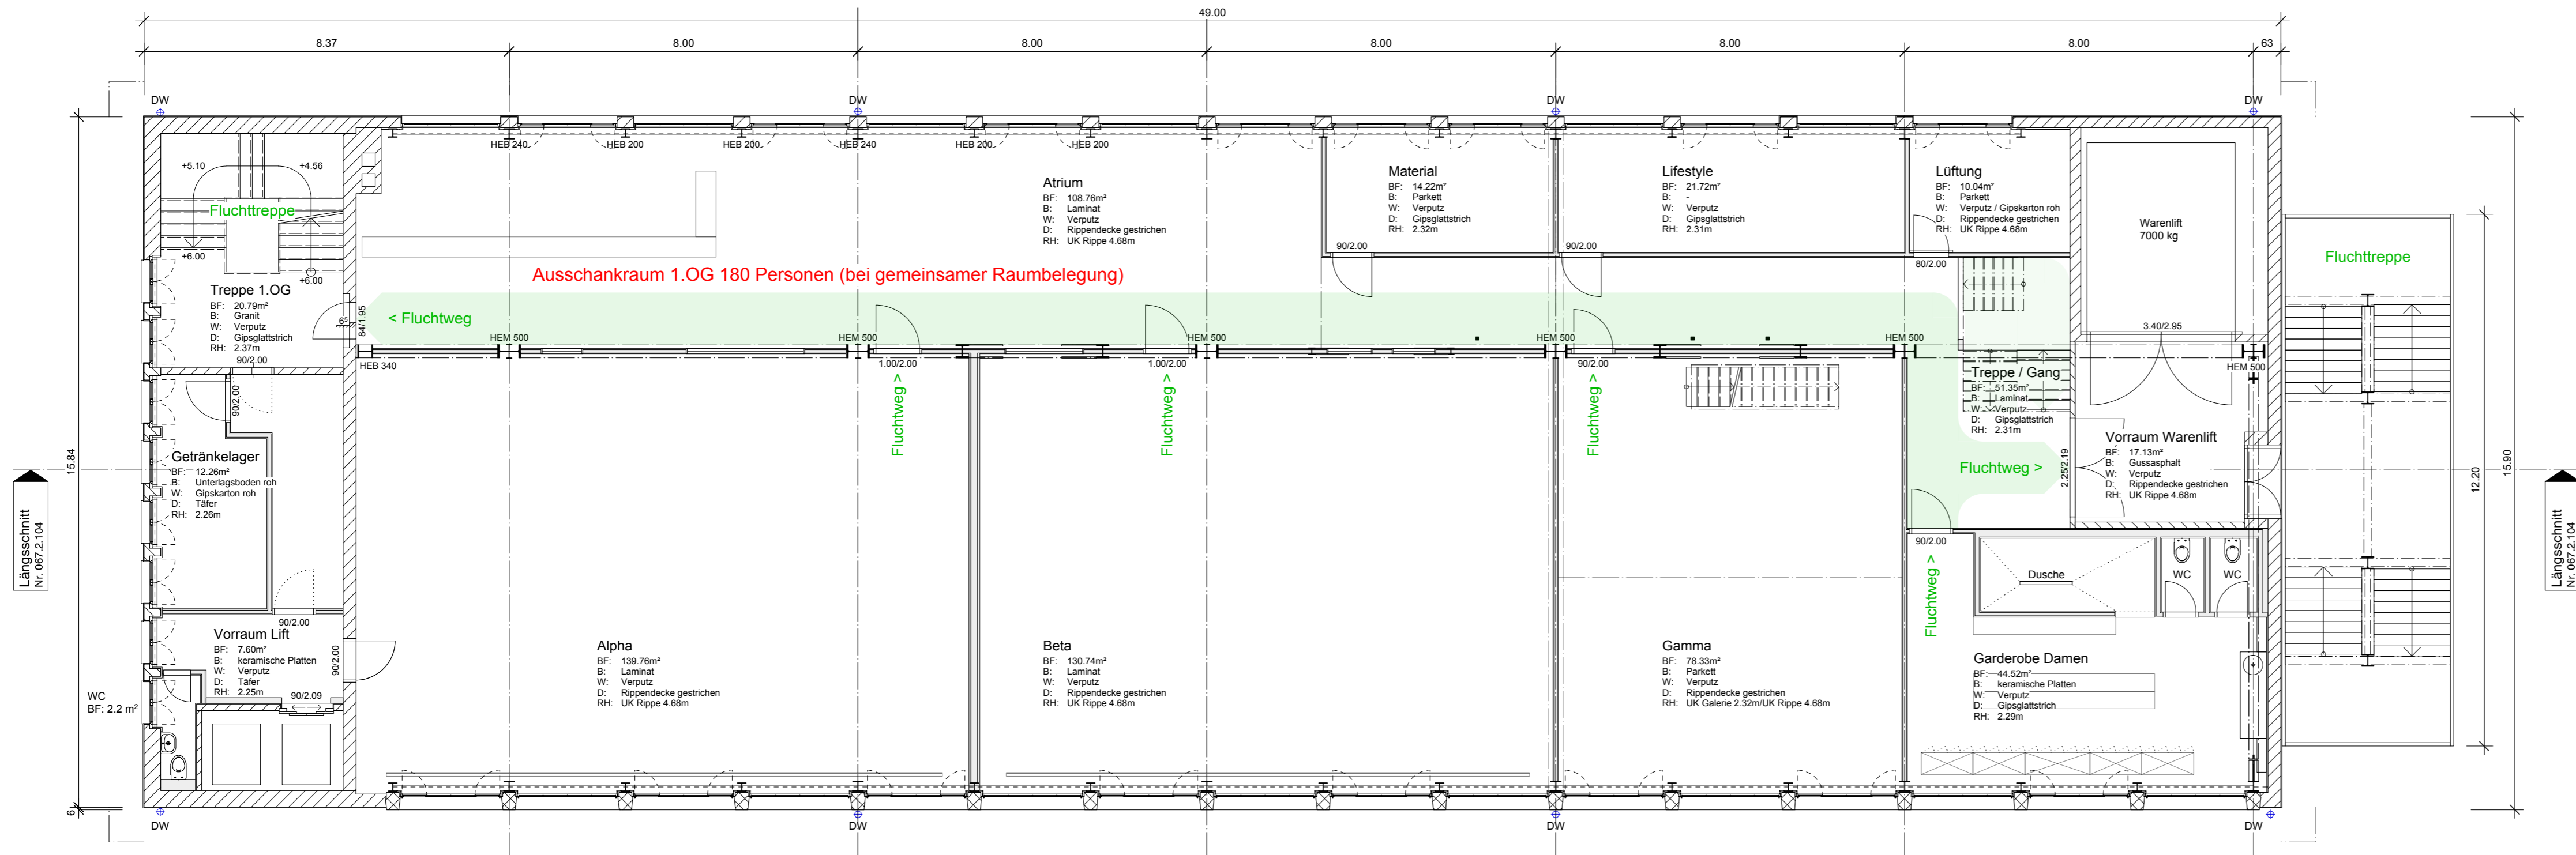 49.00
8.37
8.00
8.00
8.00
8.00
8.00
63
DW
DW
DW
DW
HEB 240
HEB 200
HEB 200
HEB 240
HEB 200
HEB 200
+5.10
+4.56
Fluchttreppe
+6.00
+6.00
Treppe 1.OG
BF: 20.79m²
B: Granit
W: Verputz
D: Gipsglattstrich
RH: 2.37m
90/2.00
6⁵
84/1.95
Atrium
BF: 108.76m²
B: Laminat
W: Verputz
D: Rippendecke gestrichen
RH: UK Rippe 4.68m
Material
BF: 14.22m²
B: Parkett
W: Verputz
D: Gipsglattstrich
RH: 2.32m
90/2.00
Lifestyle
BF: 21.72m²
B: -
W: Verputz
D: Gipsglattstrich
RH: 2.31m
90/2.00
Lüftung
BF: 10.04m²
B: Parkett
W: Verputz / Gipskarton roh
D: Rippendecke gestrichen
RH: UK Rippe 4.68m
80/2.00
Warenlift
7000 kg
3.40/2.95
Fluchttreppe
Ausschankraum 1.OG 180 Personen (bei gemeinsamer Raumbelegung)
< Fluchtweg
HEM 500
HEM 500
HEM 500
HEM 500
HEM 500
HEM 500
HEB 340
1.00/2.00
1.00/2.00
90/2.00
Fluchtweg >
Fluchtweg >
Fluchtweg >
Treppe / Gang
BF: 51.35m²
B: Laminat
W: Verputz
D: Gipsglattstrich
RH: 2.31m
Fluchtweg >
2.25/2.19
Vorraum Warenlift
BF: 17.13m²
B: Gussasphalt
W: Verputz
D: Rippendecke gestrichen
RH: UK Rippe 4.68m
90/2.00
Getränkelager
BF: 12.26m²
B: Unterlagsboden roh
W: Gipskarton roh
D: Täfer
RH: 2.26m
90/2.00
Vorraum Lift
BF: 7.60m²
B: keramische Platten
W: Verputz
D: Täfer
RH: 2.25m
90/2.00
90/2.09
WC
BF: 2.2 m²
Alpha
BF: 139.76m²
B: Laminat
W: Verputz
D: Rippendecke gestrichen
RH: UK Rippe 4.68m
Beta
BF: 130.74m²
B: Laminat
W: Verputz
D: Rippendecke gestrichen
RH: UK Rippe 4.68m
Gamma
BF: 78.33m²
B: Parkett
W: Verputz
D: Rippendecke gestrichen
RH: UK Galerie 2.32m/UK Rippe 4.68m
90/2.00
Fluchtweg >
Dusche
WC
WC
Garderobe Damen
BF: 44.52m²
B: keramische Platten
W: Verputz
D: Gipsglattstrich
RH: 2.29m
15.84
6
12.20
15.90
Längsschnitt
Nr. 067.2.104
Längsschnitt
Nr. 067.2.104
DW
DW
DW
DW